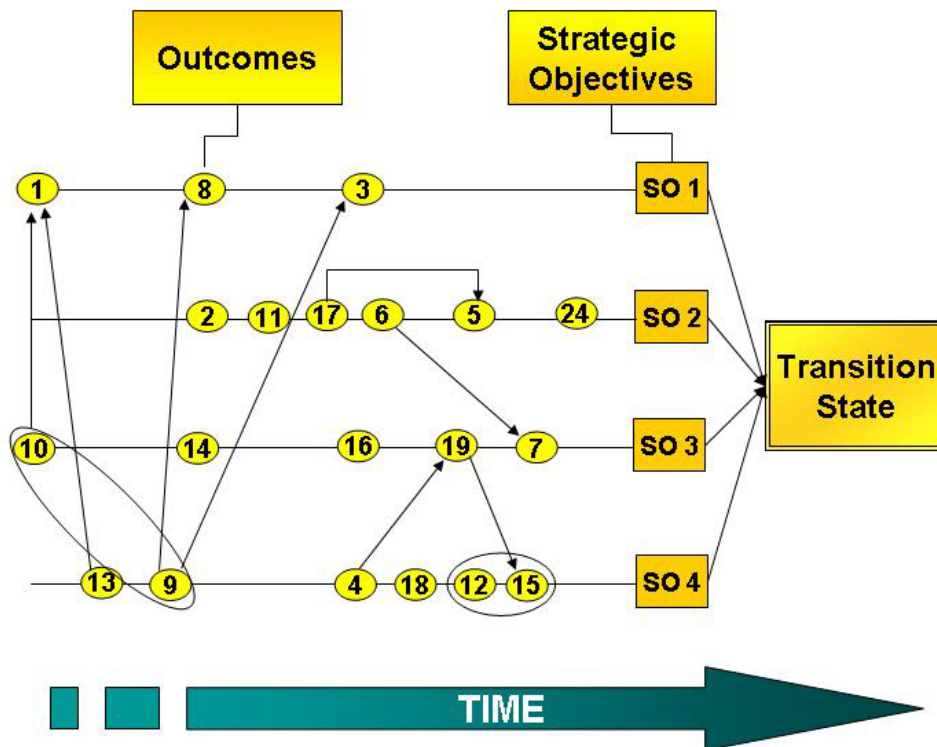 Outcomes
Strategic
Objectives
1 8 3 SO 1
2 11 17 6 5 24 SO 2
Transition
State
10 14 16 19 7 SO 3
13 9 4 18 12 15 SO 4
TIME